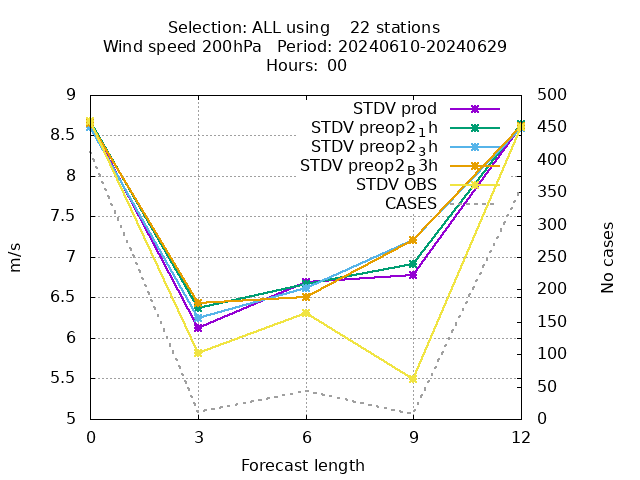 Selection: ALL using    22 stations
Wind speed 200hPa   Period: 20240610-20240629
Hours:  00
STDV prod
STDV preop2₁h
STDV preop2₃h
STDV preop2_B3h
STDV OBS
CASES
9
8.5
8
7.5
7
6.5
6
5.5
5
m/s
500
450
400
350
300
250
200
150
100
50
0
No cases
0 3 6 9 12
Forecast length